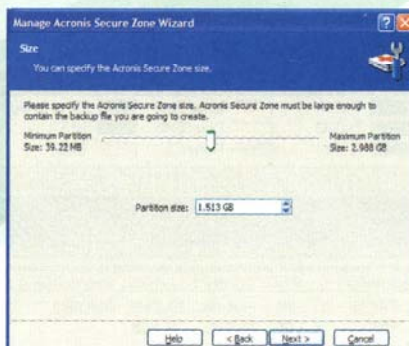 Manage Acronis Secure Zone Wizard
Size
You can specify the Acronis Secure Zone size.
Please specify the Acronis Secure Zone size. Acronis Secure Zone must be large enough to
contain the backup file you are going to create.
Minimum Partition
Size: 39.22 MB
Maximum Partition
Size: 2.988 GB
Partition size: 1.513 GB
Help < Back Next > Cancel